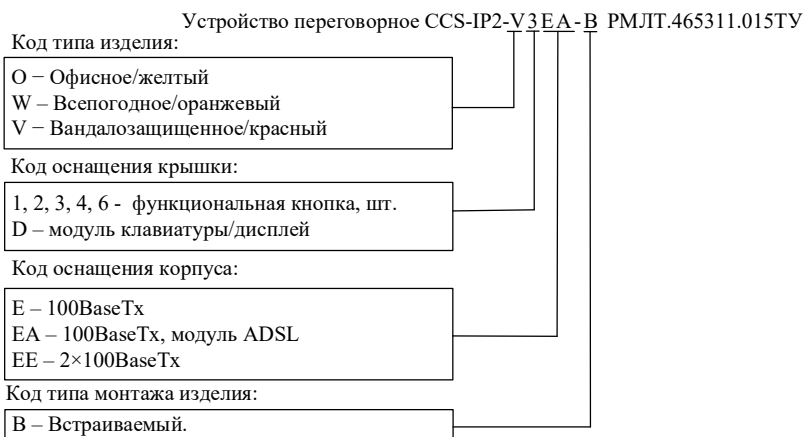 Устройство переговорное CCS-IP2-V3EA-B РМЛТ.465311.015ТУ
Код типа изделия:
O − Офисное/желтый
W – Всепогодное/оранжевый
V – Вандалозащищенное/красный
Код оснащения крышки:
1, 2, 3, 4, 6 - функциональная кнопка, шт.
D – модуль клавиатуры/дисплей
Код оснащения корпуса:
E – 100BaseTx
EA – 100BaseTx, модуль ADSL
EE – 2×100BaseTx
Код типа монтажа изделия:
B – Встраиваемый.